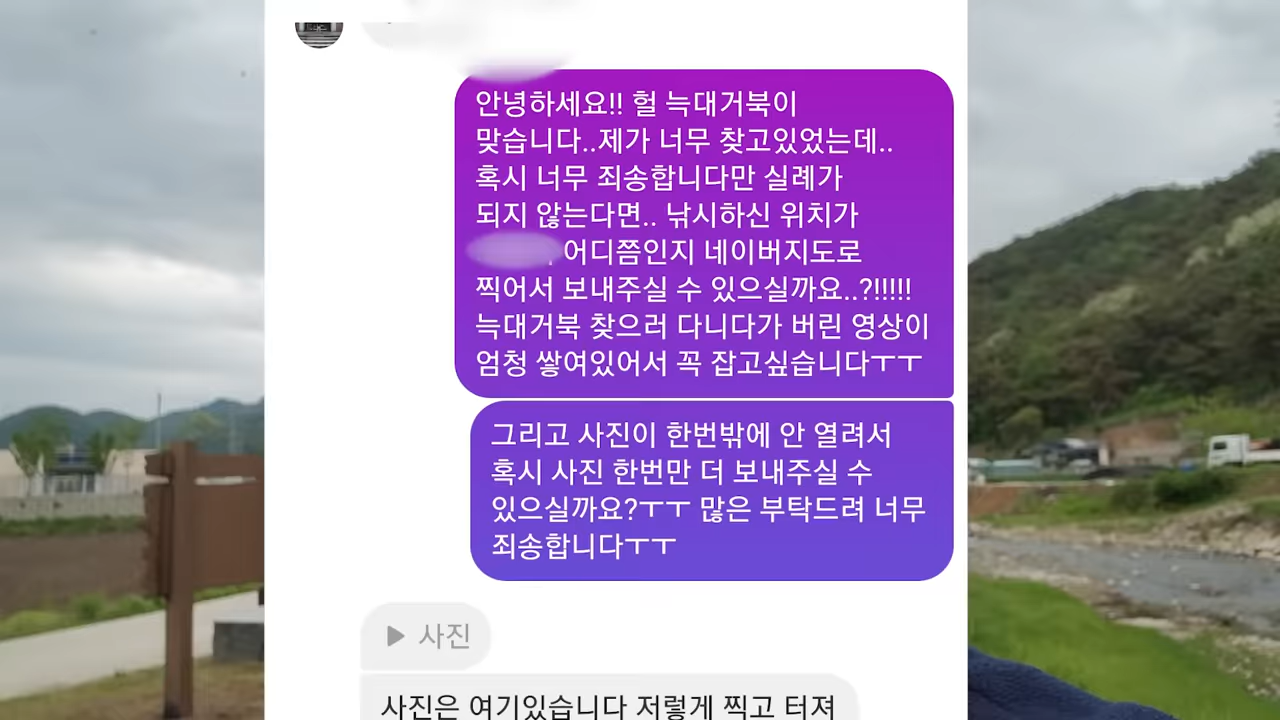 안녕하세요!! 헐 늑대거북이
맞습니다..제가 너무 찾고있었는데..
혹시 너무 죄송합니다만 실례가
되지 않는다면.. 낚시하신 위치가
어디쯤인지 네이버지도로
찍어서 보내주실 수 있으실까요..?!!!!!
늑대거북 찾으러 다니다가 버린 영상이
엄청 쌓여있어서 꼭 잡고싶습니다ㅜㅜ
그리고 사진이 한번밖에 안 열려서
혹시 사진 한번만 더 보내주실 수
있으실까요?ㅜㅜ 많은 부탁드려 너무
죄송합니다ㅜㅜ
사진
사진은 여기있습니다 저렇게 찍고 터져